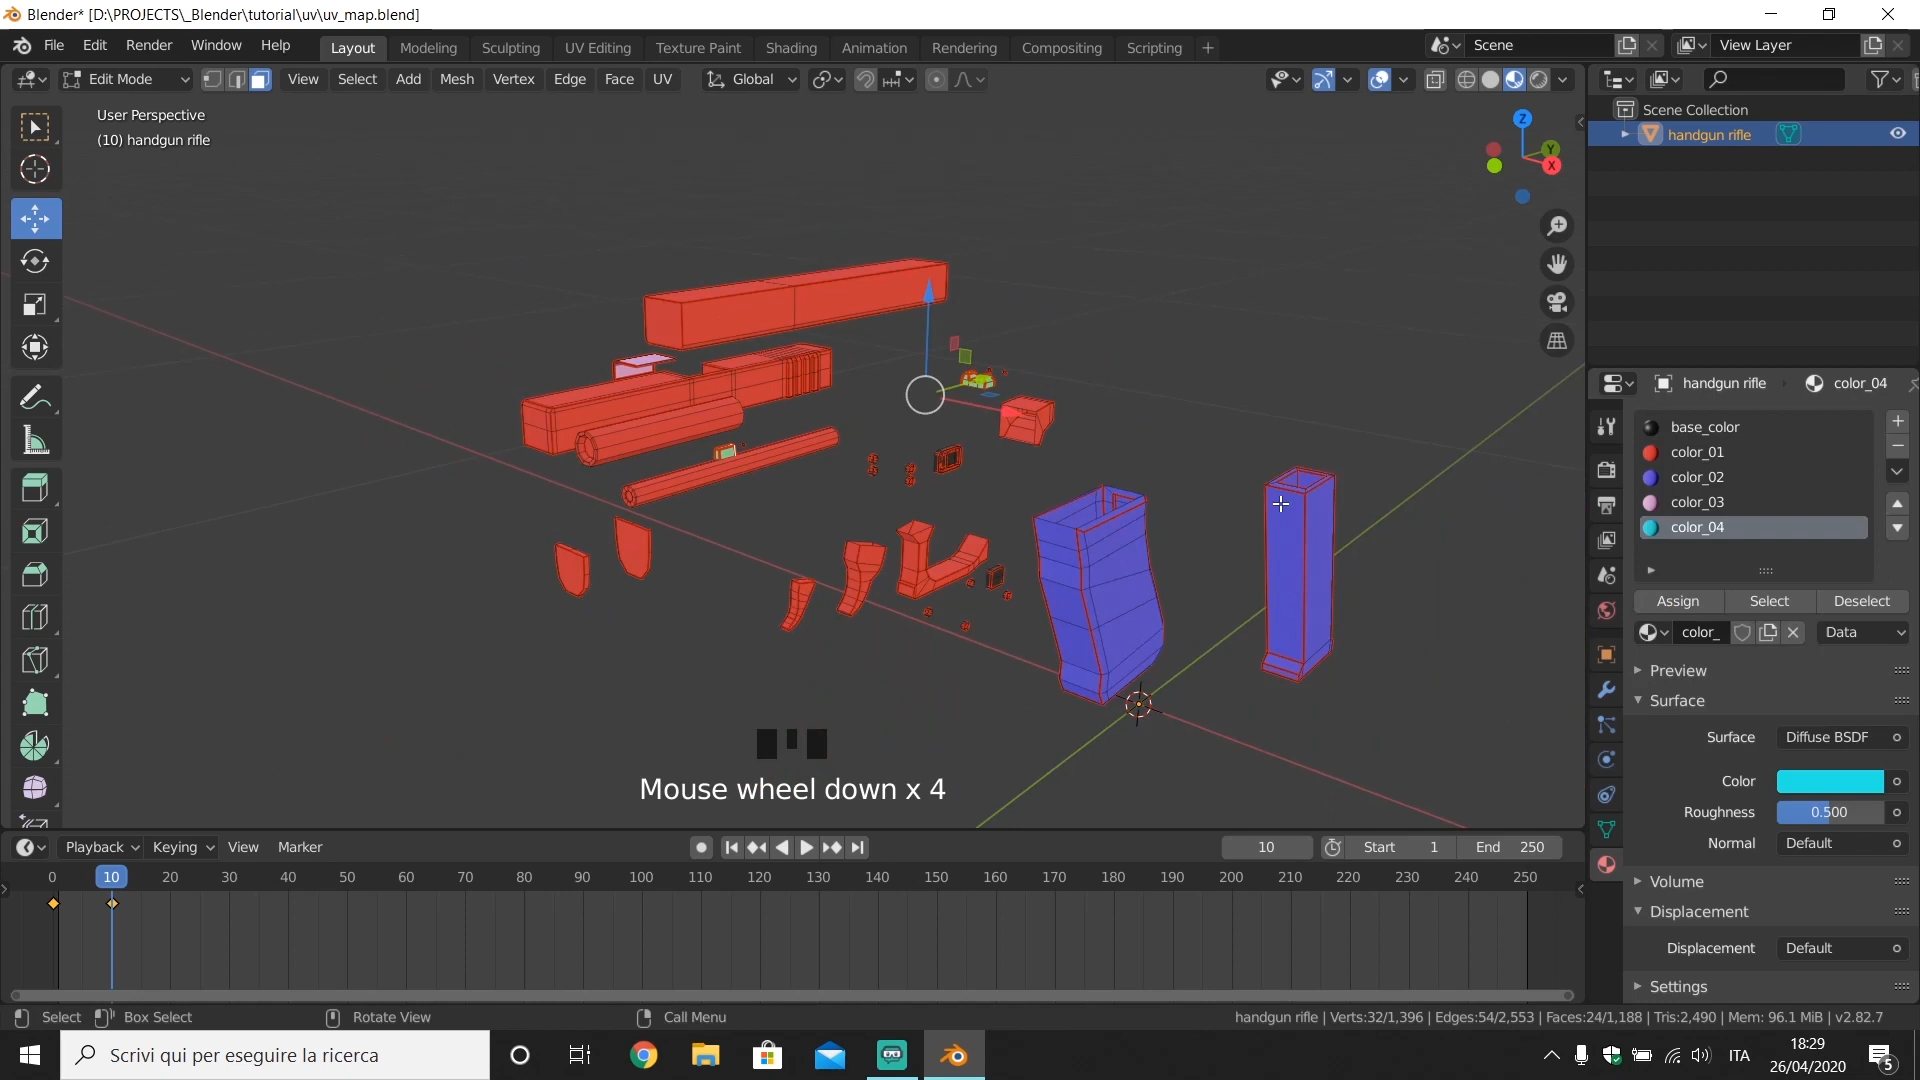 Blender* [D:\PROJECTS\_Blender\tutorial\uv\uv_map.blend]
File Edit Render Window Help Layout Modeling Sculpting UV Editing Texture Paint Shading Animation Rendering Compositing Scripting + Scene View Layer
Edit Mode View Select Add Mesh Vertex Edge Face UV Global
User Perspective
(10) handgun rifle
Z
Y
X
Scene Collection
handgun rifle
handgun rifle color_04
base_color
color_01
color_02
color_03
color_04
Assign Select Deselect
color_ Data
Preview
Surface
Surface Diffuse BSDF
Color
Roughness 0.500
Normal Default
Volume
Displacement
Displacement Default
Settings
Mouse wheel down x 4
Playback Keying View Marker 10 Start 1 End 250
0 10 20 30 40 50 60 70 80 90 100 110 120 130 140 150 160 170 180 190 200 210 220 230 240 250
Select Box Select Rotate View Call Menu handgun rifle | Verts:32/1,396 | Edges:54/2,553 | Faces:24/1,188 | Tris:2,490 | Mem: 96.1 MiB | v2.82.7
Scrivi qui per eseguire la ricerca
ITA
18:29
26/04/2020
5